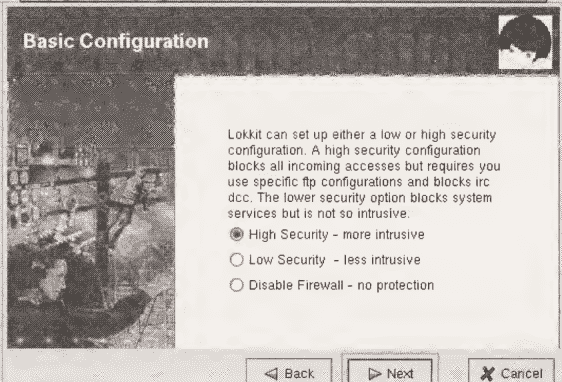 Basic Configuration
Lokkit can set up either a low or high security
configuration. A high security configuration
blocks all incoming accesses but requires you
use specific ftp configurations and blocks irc
dcc. The lower security option blocks system
services but is not so intrusive.
High Security - more intrusive
Low Security - less intrusive
Disable Firewall - no protection
Back
Next
Cancel